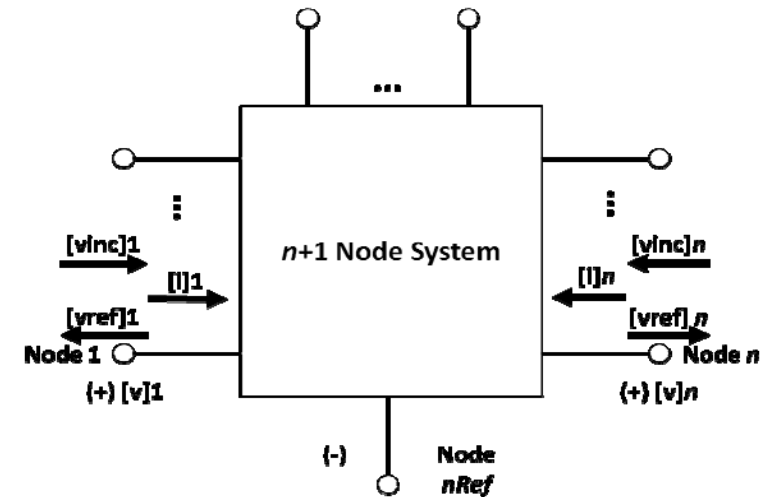 ...
...
...
n+1 Node System
[vinc]1
[vinc]n
[I]1
[I]n
[vref]1
[vref] n
Node 1
Node n
(+) [v]1
(+) [v]n
(-)
Node
nRef